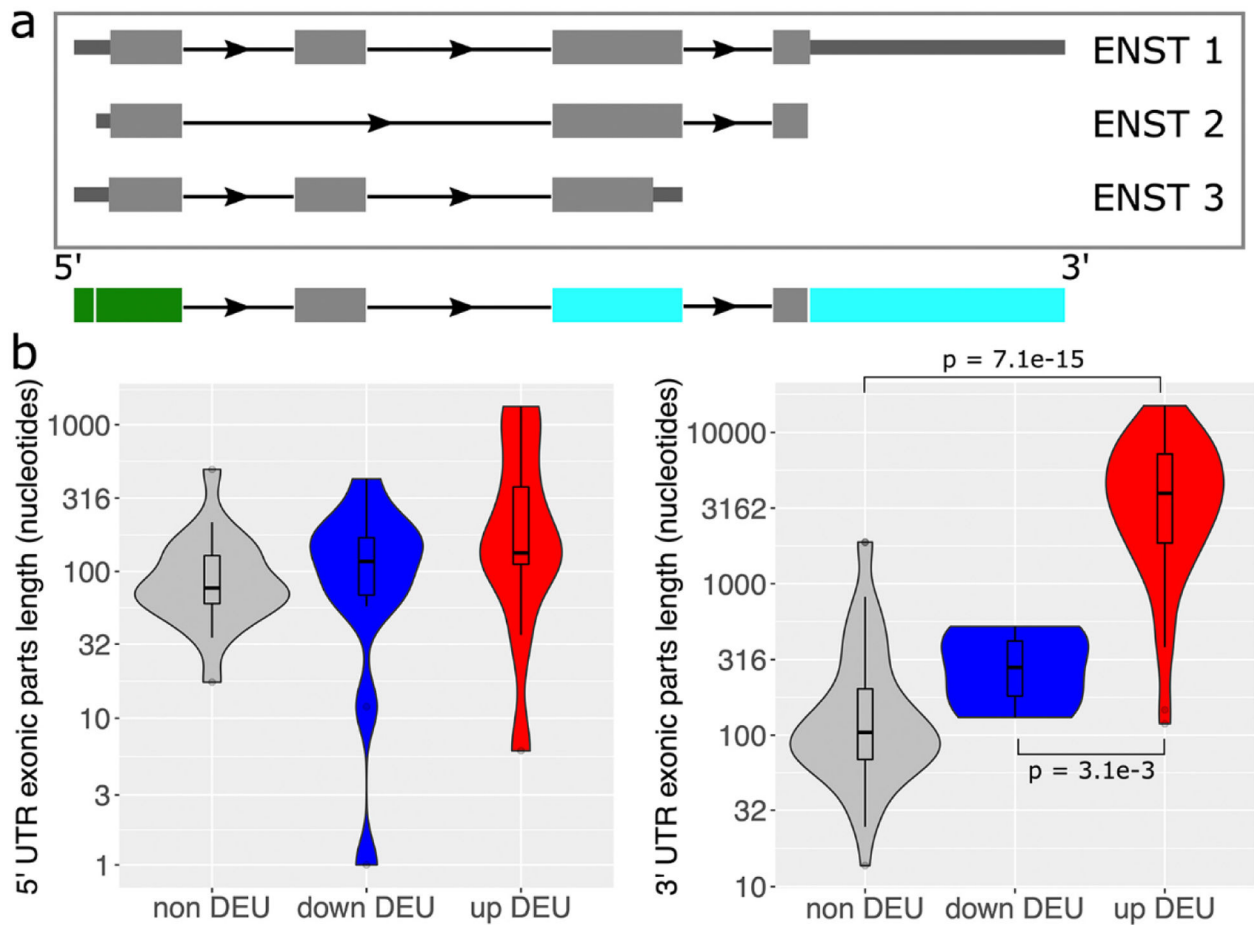 a
ENST 1
ENST 2
ENST 3
5' 3'
b
5' UTR exonic parts length (nucleotides)
1000
316
100
32
10
3
1
non DEU down DEU up DEU
3' UTR exonic parts length (nucleotides)
p = 7.1e-15
10000
3162
1000
316
100
p = 3.1e-3
32
10
non DEU down DEU up DEU